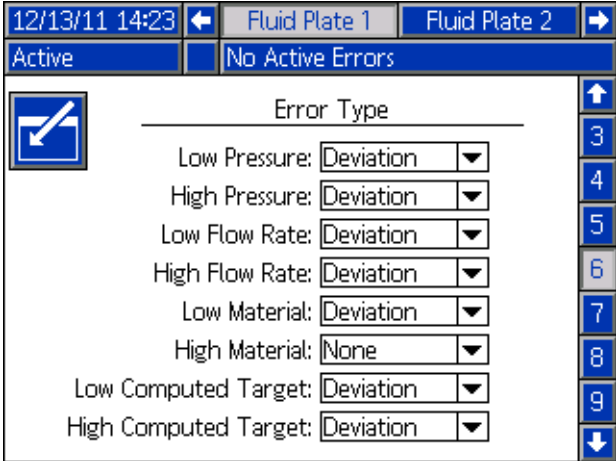 12/13/11 14:23 Fluid Plate 1 Fluid Plate 2
Active No Active Errors
Error Type
3
Low Pressure: Deviation
4
High Pressure: Deviation
5
Low Flow Rate: Deviation
6
High Flow Rate: Deviation
7
Low Material: Deviation
8
High Material: None
9
Low Computed Target: Deviation
High Computed Target: Deviation